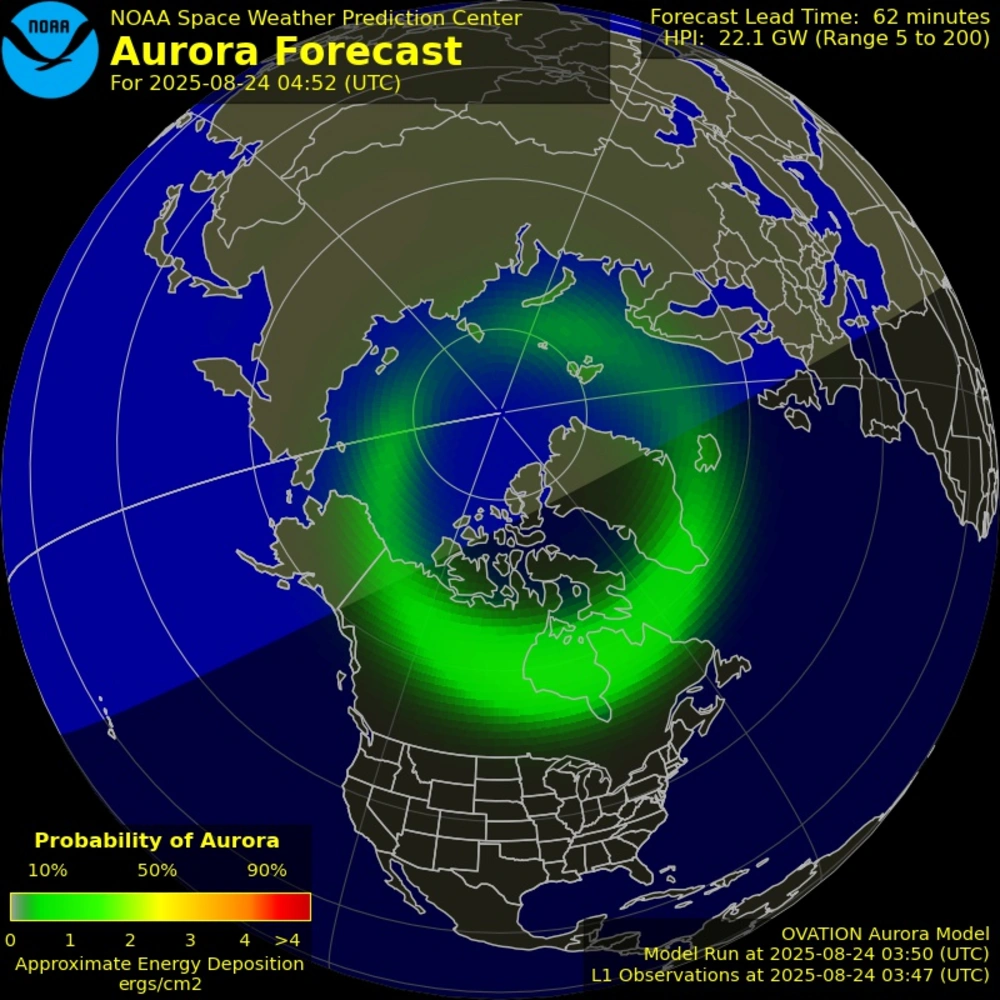 NOAA
NOAA Space Weather Prediction Center
Aurora Forecast
For 2025-08-24 04:52 (UTC)
Forecast Lead Time: 62 minutes
HPI: 22.1 GW (Range 5 to 200)
Probability of Aurora
10% 50% 90%
0 1 2 3 4 >4
Approximate Energy Deposition
ergs/cm2
OVATION Aurora Model
Model Run at 2025-08-24 03:50 (UTC)
L1 Observations at 2025-08-24 03:47 (UTC)